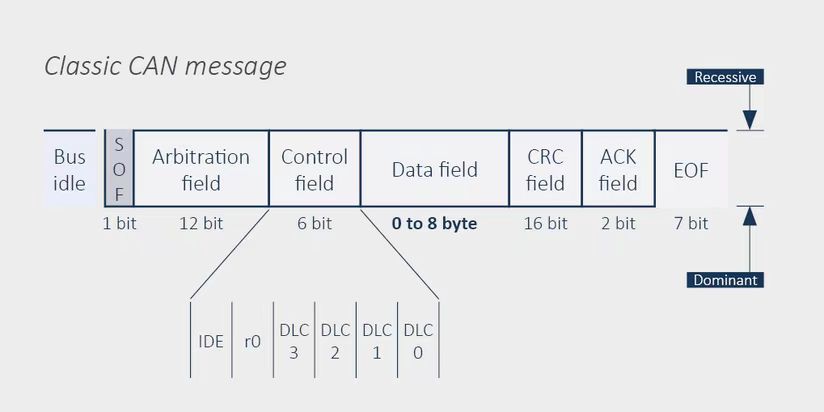 Classic CAN message
Recessive
Bus idle
S O F
Arbitration field
Control field
Data field
CRC field
ACK field
EOF
1 bit
12 bit
6 bit
0 to 8 byte
16 bit
2 bit
7 bit
Dominant
IDE
r0
DLC 3
DLC 2
DLC 1
DLC 0